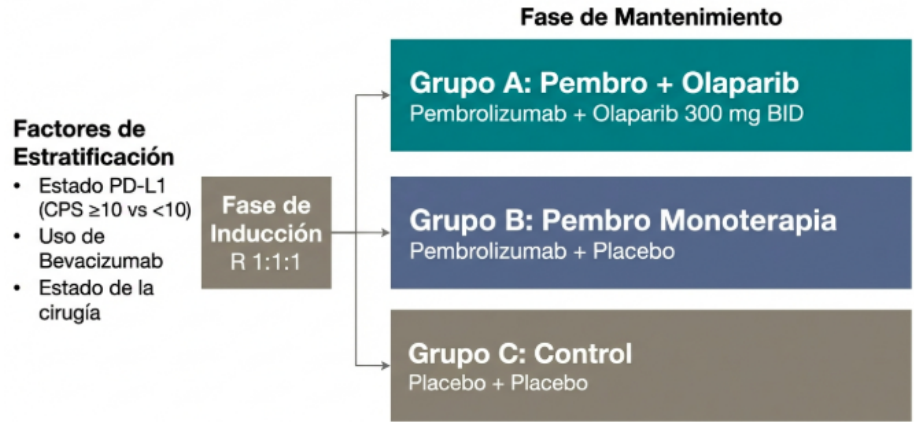 Fase de Mantenimiento
Factores de
Estratificación
• Estado PD-L1
(CPS ≥10 vs <10)
• Uso de
Bevacizumab
• Estado de la
cirugía
Fase de
Inducción
R 1:1:1
Grupo A: Pembro + Olaparib
Pembrolizumab + Olaparib 300 mg BID
Grupo B: Pembro Monoterapia
Pembrolizumab + Placebo
Grupo C: Control
Placebo + Placebo